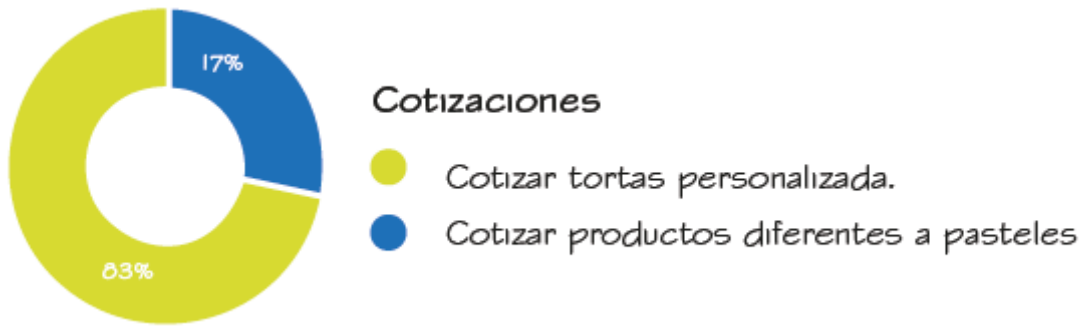 17%
83%
Cotizaciones
Cotizar tortas personalizada.
Cotizar productos diferentes a pasteles